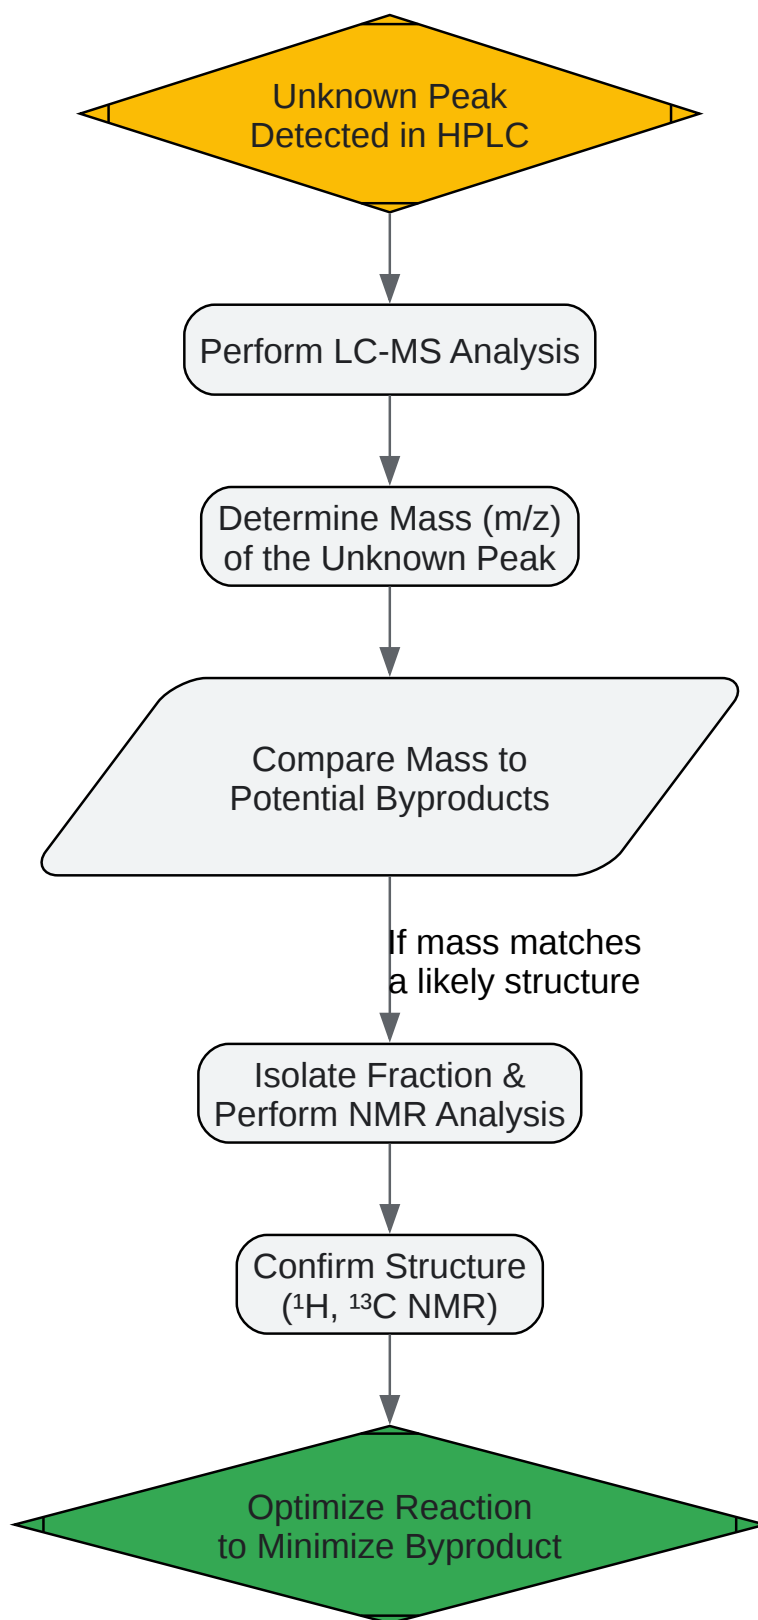 Unknown Peak
Detected in HPLC
Perform LC-MS Analysis
Determine Mass (m/z)
of the Unknown Peak
Compare Mass to
Potential Byproducts
If mass matches
a likely structure
Isolate Fraction &
Perform NMR Analysis
Confirm Structure
(¹H, ¹³C NMR)
Optimize Reaction
to Minimize Byproduct